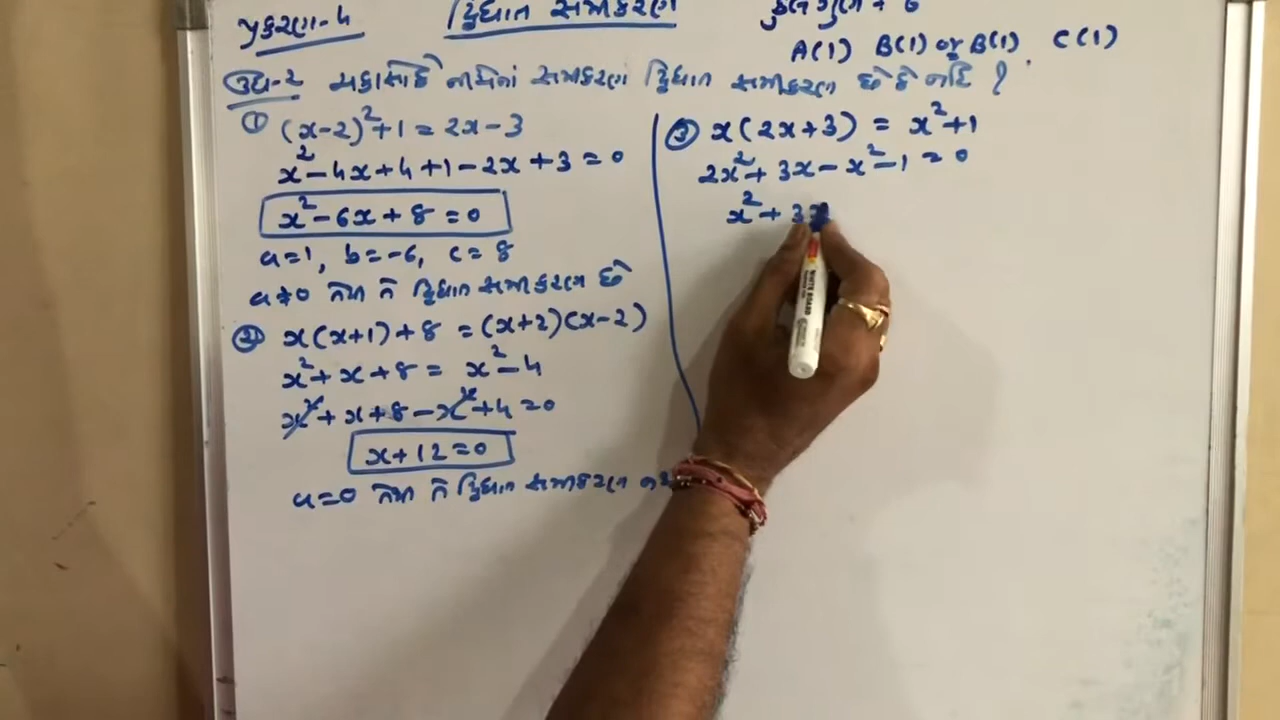 પ્રકરણ-4 દ્વિઘાત સમીકરણ
A(1) B(1) or B(1) C(1)
ઉદા-2 ચકાસો કે નીચેનાં સમીકરણ દ્વિઘાત સમીકરણ છે કે નહિ ?
① (x-2)²+1 = 2x-3
x²-4x+4+1-2x+3=0
x²-6x+8=0
a=1, b=-6, c=8
a≠0 તેથી તે દ્વિઘાત સમીકરણ છે
② x(x+1)+8 = (x+2)(x-2)
x²+x+8 = x²-4
x²+x+8-x²+4=0
x+12=0
a=0 તેથી તે દ્વિઘાત સમીકરણ
③ x(2x+3) = x²+1
2x²+3x-x²-1=0
x²+3x